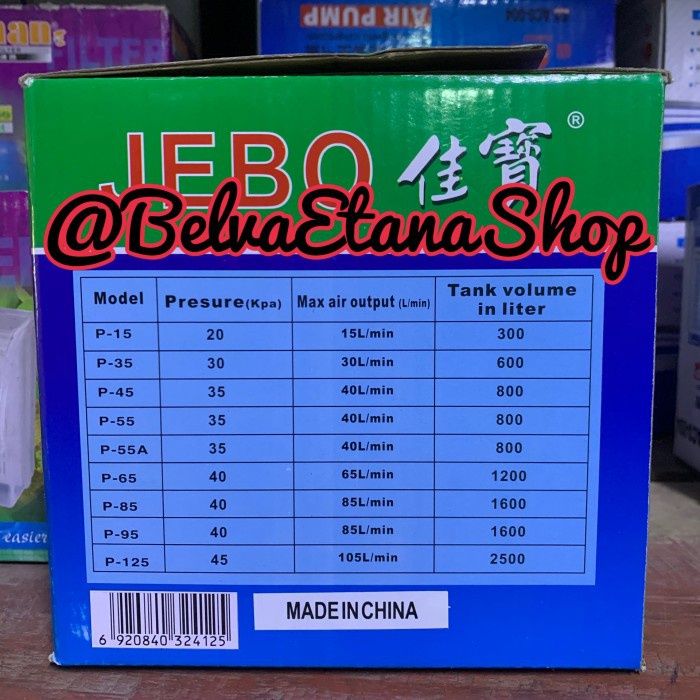 AIR PUMP
JEBO 佳寶®
@BelvaEtanaShop
Model Presure(Kpa) Max air output (L/min) Tank volume in liter
P-15 20 15L/min 300
P-35 30 30L/min 600
P-45 35 40L/min 800
P-55 35 40L/min 800
P-55A 35 40L/min 800
P-65 40 65L/min 1200
P-85 40 85L/min 1600
P-95 40 85L/min 1600
P-125 45 105L/min 2500
easier
6 920840 324125
MADE IN CHINA